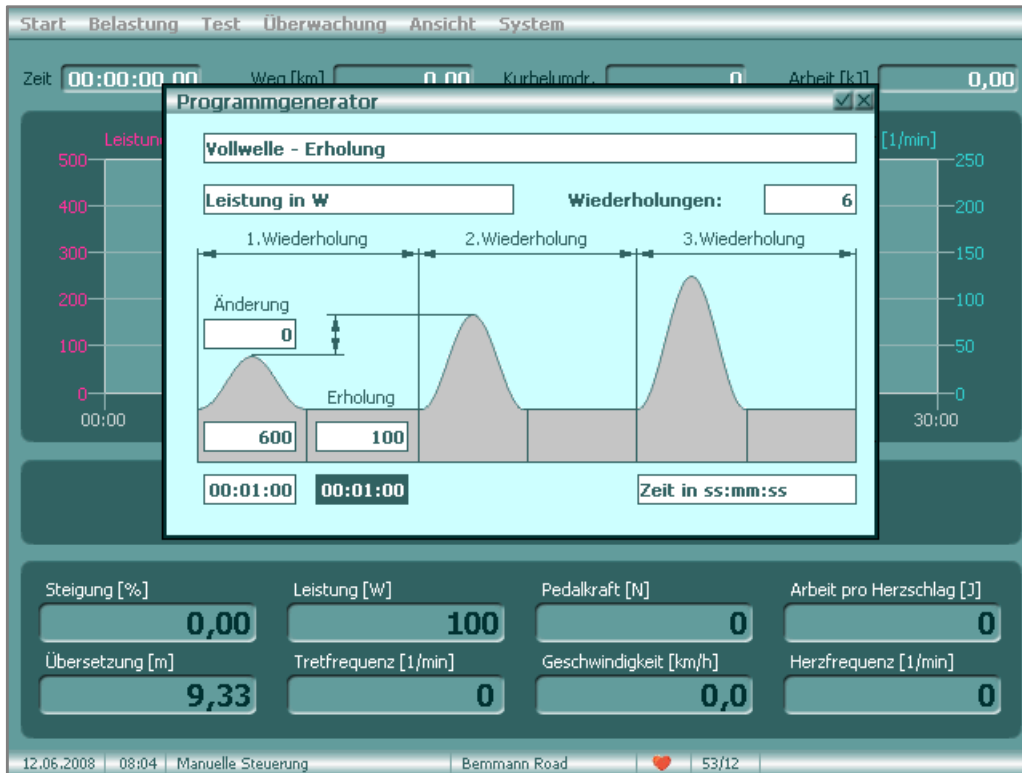 Start Belastung Test Überwachung Ansicht System
Zeit 00:00:00,00 Weg [km] 0,00 Kurbelumdr. 0 Arbeit [kJ] 0,00
Programmgenerator
Leistun [1/min]
Vollwelle - Erholung
500 250
Leistung in W Wiederholungen: 6
400 200
1.Wiederholung 2.Wiederholung 3.Wiederholung
300 150
200 100
Änderung
0
100 50
Erholung
0 0
00:00 30:00
600 100
00:01:00 00:01:00 Zeit in ss:mm:ss
Steigung [%] Leistung [W] Pedalkraft [N] Arbeit pro Herzschlag [J]
0,00 100 0 0
Übersetzung [m] Tretfrequenz [1/min] Geschwindigkeit [km/h] Herzfrequenz [1/min]
9,33 0 0,0 0
12.06.2008 08:04 Manuelle Steuerung Bemmann Road 53/12